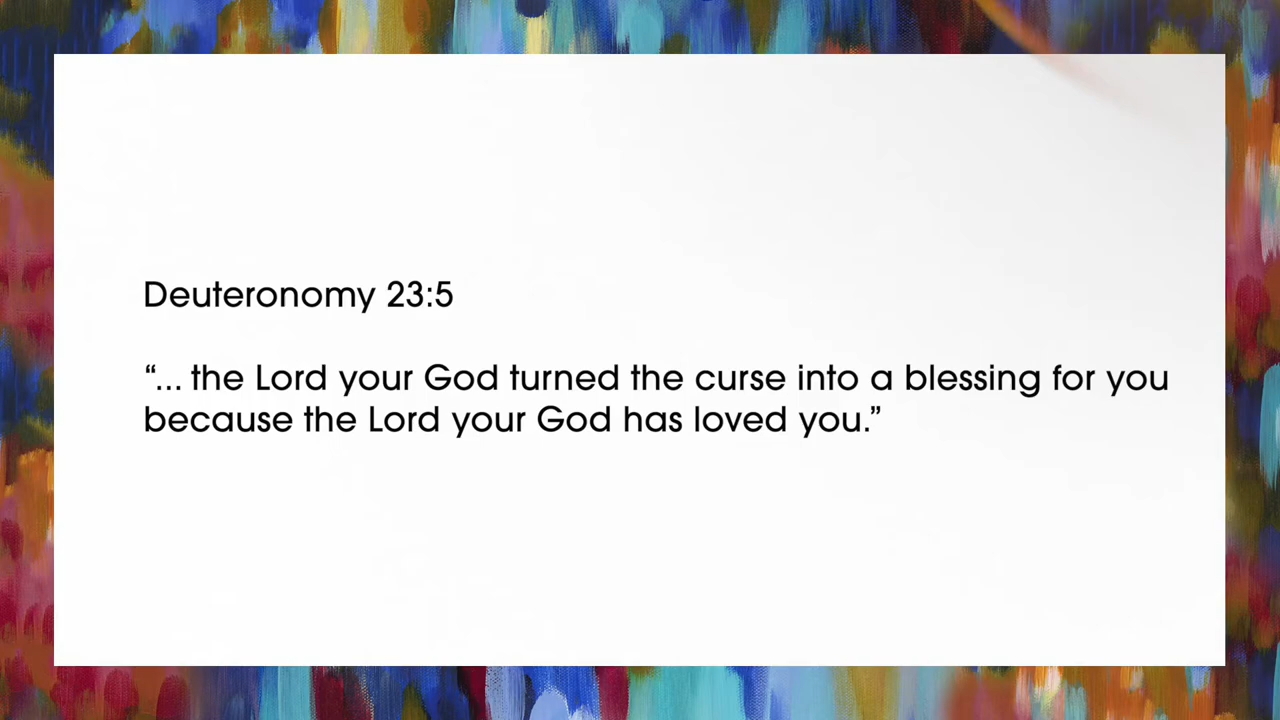 Deuteronomy 23:5
“... the Lord your God turned the curse into a blessing for you
because the Lord your God has loved you.”